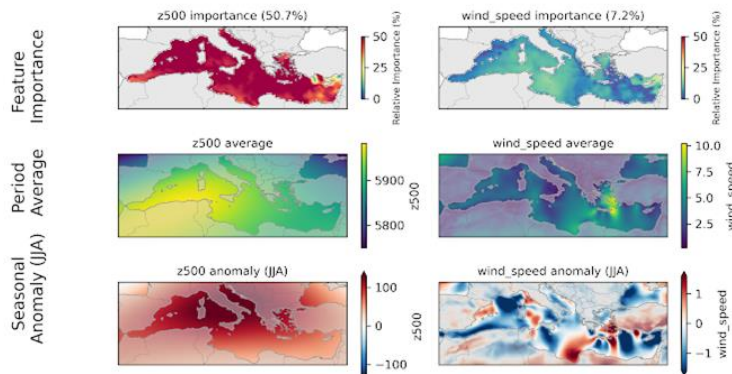 z500 importance (50.7%)
wind_speed importance (7.2%)
Feature
Importance
50
25
0
Relative Importance (%)
50
25
0
Relative Importance (%)
z500 average
wind_speed average
Period
Average
5900
5800
z500
10.0
7.5
5.0
2.5
wind_speed
z500 anomaly (JJA)
wind_speed anomaly (JJA)
Seasonal
Anomaly (JJA)
100
0
−100
z500
1
0
−1
wind_speed